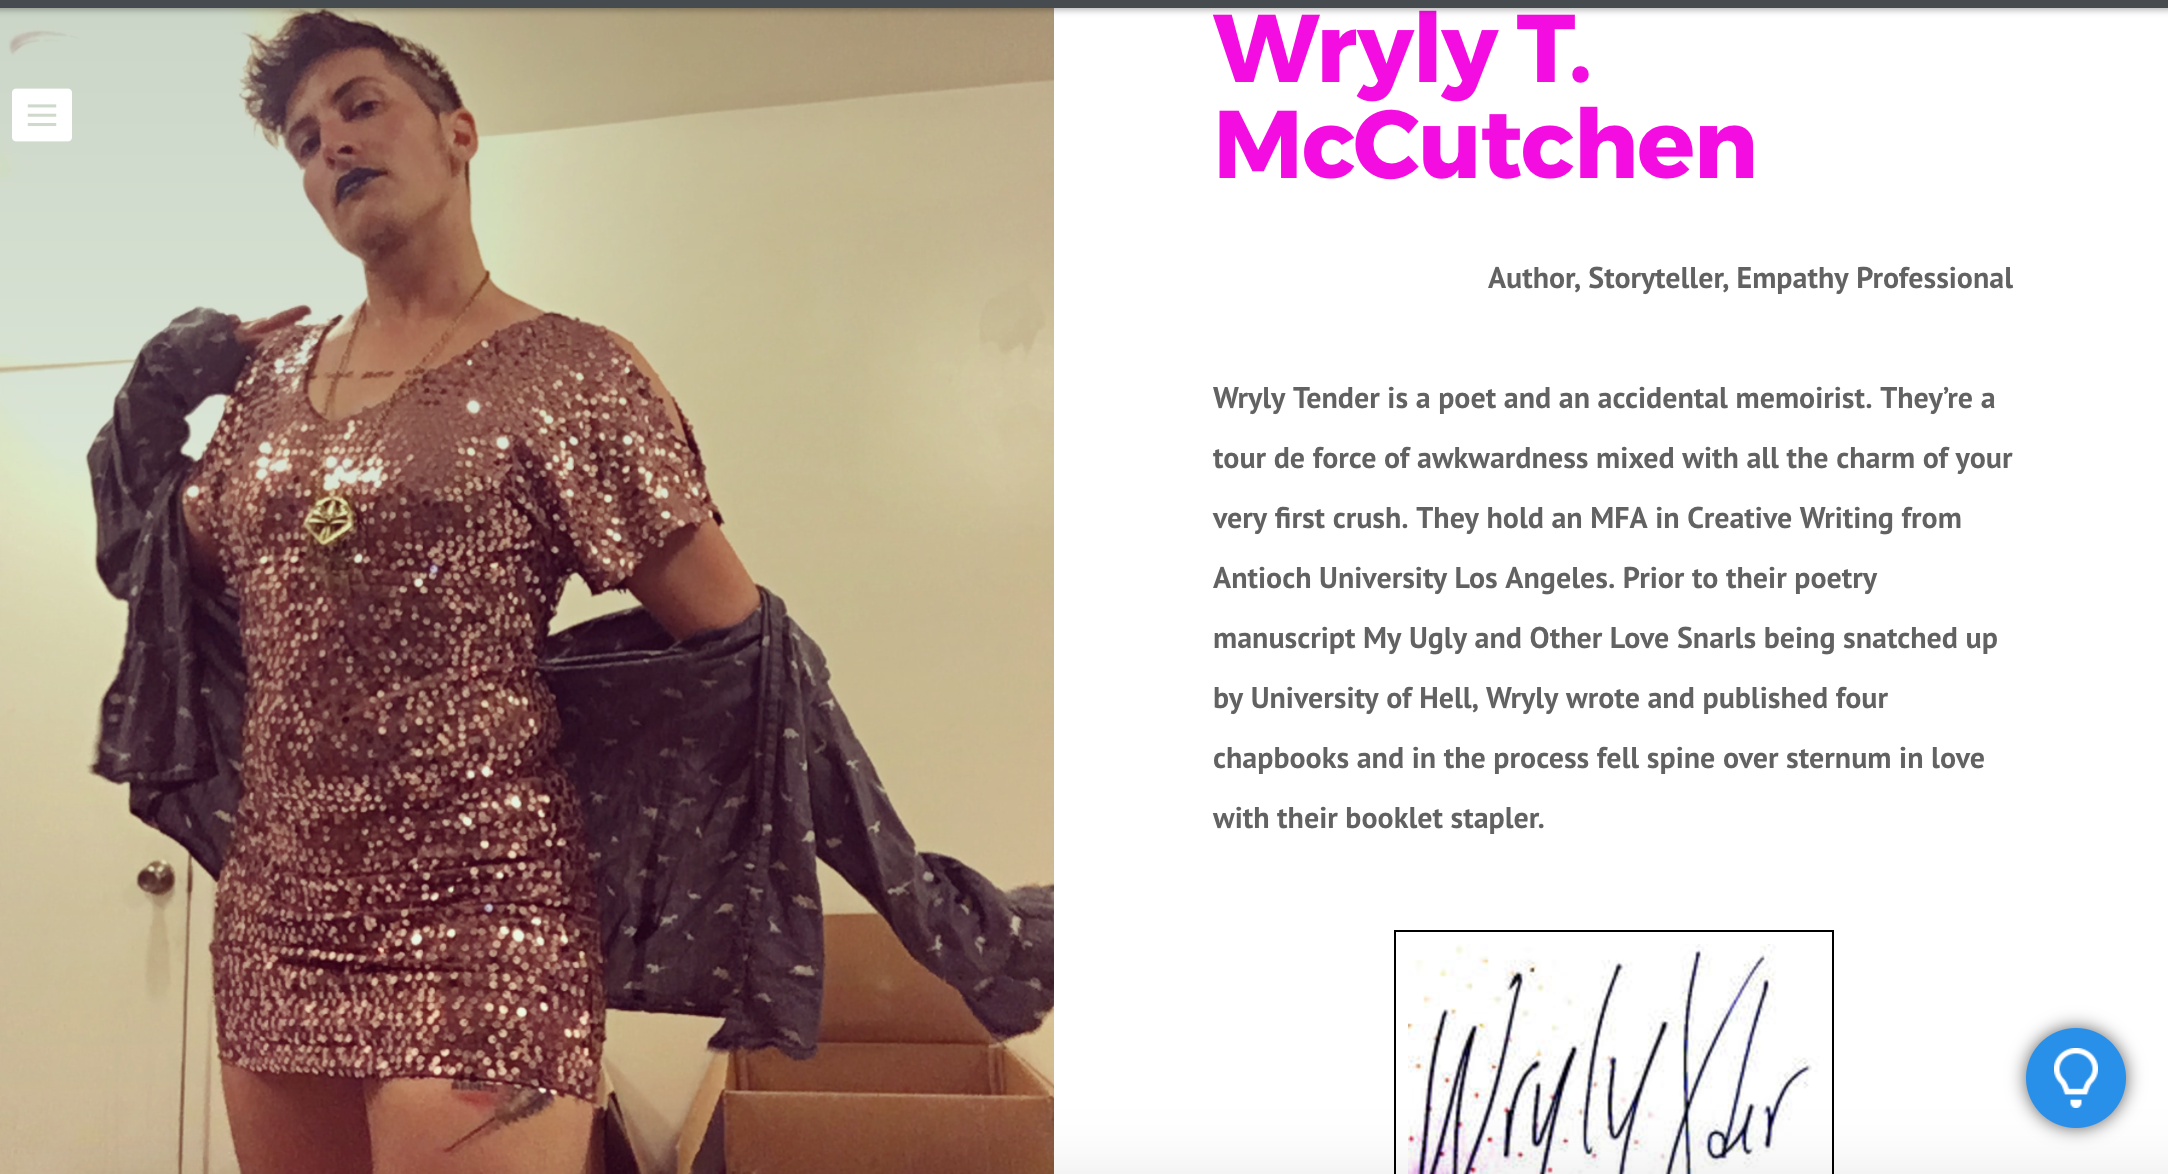 Wryly T.
McCutchen
Author, Storyteller, Empathy Professional
Wryly Tender is a poet and an accidental memoirist. They’re a
tour de force of awkwardness mixed with all the charm of your
very first crush. They hold an MFA in Creative Writing from
Antioch University Los Angeles. Prior to their poetry
manuscript My Ugly and Other Love Snarls being snatched up
by University of Hell, Wryly wrote and published four
chapbooks and in the process fell spine over sternum in love
with their booklet stapler.
Wryly